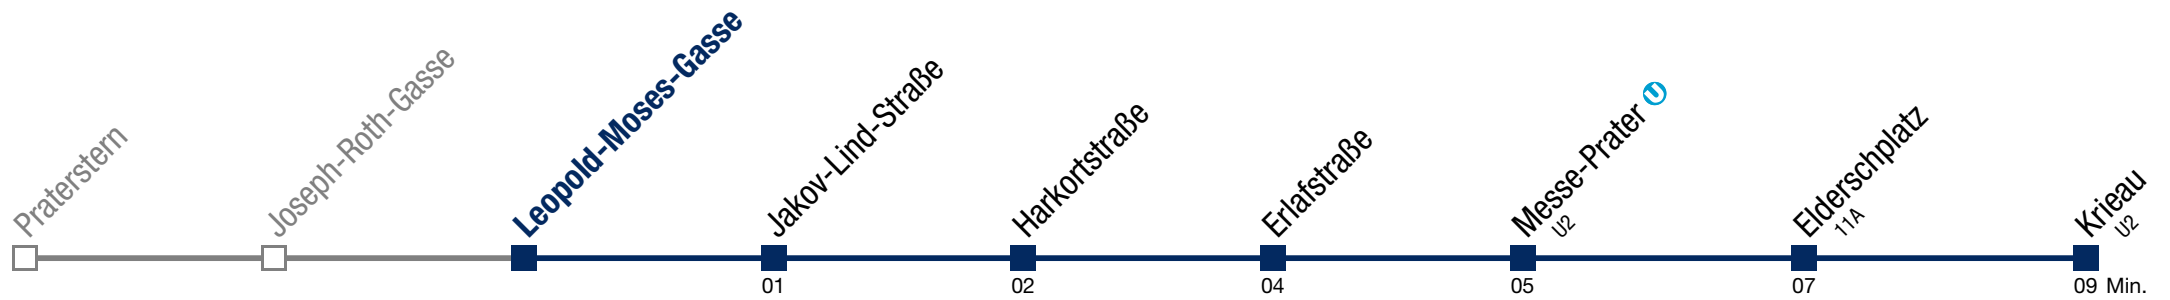 Praterstern
Joseph-Roth-Gasse
Leopold-Moses-Gasse
Jakov-Lind-Straße
Harkortstraße
Erlafstraße
Messe-Prater
U2
Elderschplatz
11A
Krieau
U2
01
02
04
05
07
09 Min.